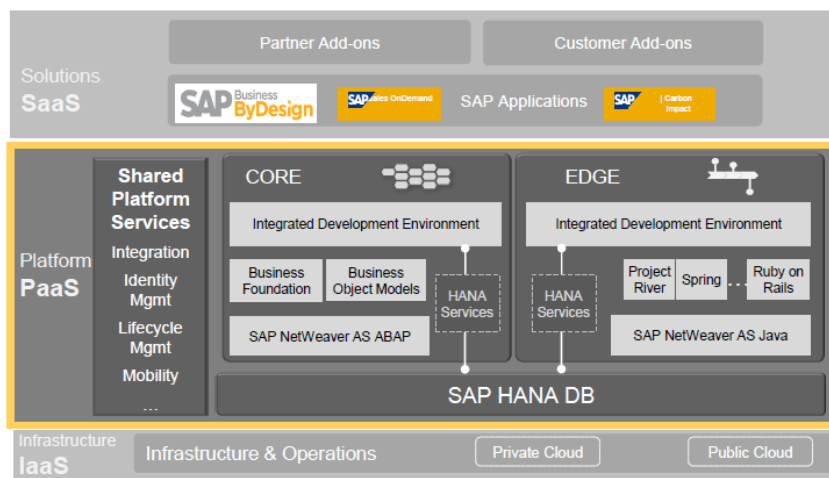 Partner Add-ons
Customer Add-ons
Solutions
SaaS
SAP Business
ByDesign
SAP
ales OnDemand
SAP Applications
SAP
| Carbon
Impact
Platform
PaaS
Shared
Platform
Services
Integration
Identity
Mgmt
Lifecycle
Mgmt
Mobility
...
CORE
Integrated Development Environment
Business
Foundation
Business
Object Models
HANA
Services
SAP NetWeaver AS ABAP
EDGE
Integrated Development Environment
HANA
Services
Project
River
Spring
...
Ruby on
Rails
SAP NetWeaver AS Java
SAP HANA DB
Infrastructure
IaaS
Infrastructure & Operations
Private Cloud
Public Cloud